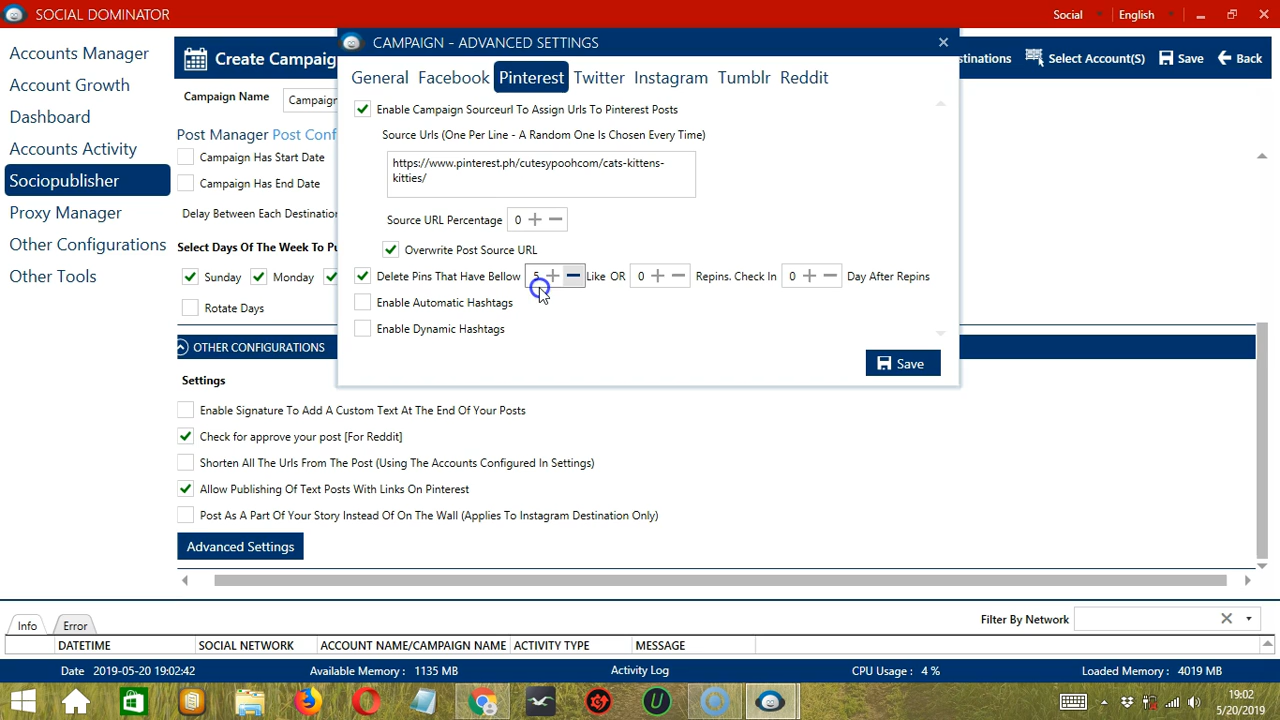 SOCIAL DOMINATOR
Social
English
Accounts Manager
Account Growth
Dashboard
Accounts Activity
Sociopublisher
Proxy Manager
Other Configurations
Other Tools
Create Campaig
stinations
Select Account(S)
Save
Back
Campaign Name
Campaign
Post Manager Post Conf
Campaign Has Start Date
Campaign Has End Date
Delay Between Each Destination
Select Days Of The Week To Pu
Sunday
Monday
Rotate Days
CAMPAIGN - ADVANCED SETTINGS
General Facebook Pinterest Twitter Instagram Tumblr Reddit
Enable Campaign Sourceurl To Assign Urls To Pinterest Posts
Source Urls (One Per Line - A Random One Is Chosen Every Time)
https://www.pinterest.ph/cutesypoohcom/cats-kittens-
kitties/
Source URL Percentage 0
Overwrite Post Source URL
Delete Pins That Have Bellow 5 Like OR 0 Repins. Check In 0 Day After Repins
Enable Automatic Hashtags
Enable Dynamic Hashtags
Save
OTHER CONFIGURATIONS
Settings
Enable Signature To Add A Custom Text At The End Of Your Posts
Check for approve your post [For Reddit]
Shorten All The Urls From The Post (Using The Accounts Configured In Settings)
Allow Publishing Of Text Posts With Links On Pinterest
Post As A Part Of Your Story Instead Of On The Wall (Applies To Instagram Destination Only)
Advanced Settings
Info
Error
Filter By Network
DATETIME
SOCIAL NETWORK
ACCOUNT NAME/CAMPAIGN NAME
ACTIVITY TYPE
MESSAGE
Date 2019-05-20 19:02:42
Available Memory : 1135 MB
Activity Log
CPU Usage : 4 %
Loaded Memory : 4019 MB
19:02
5/20/2019